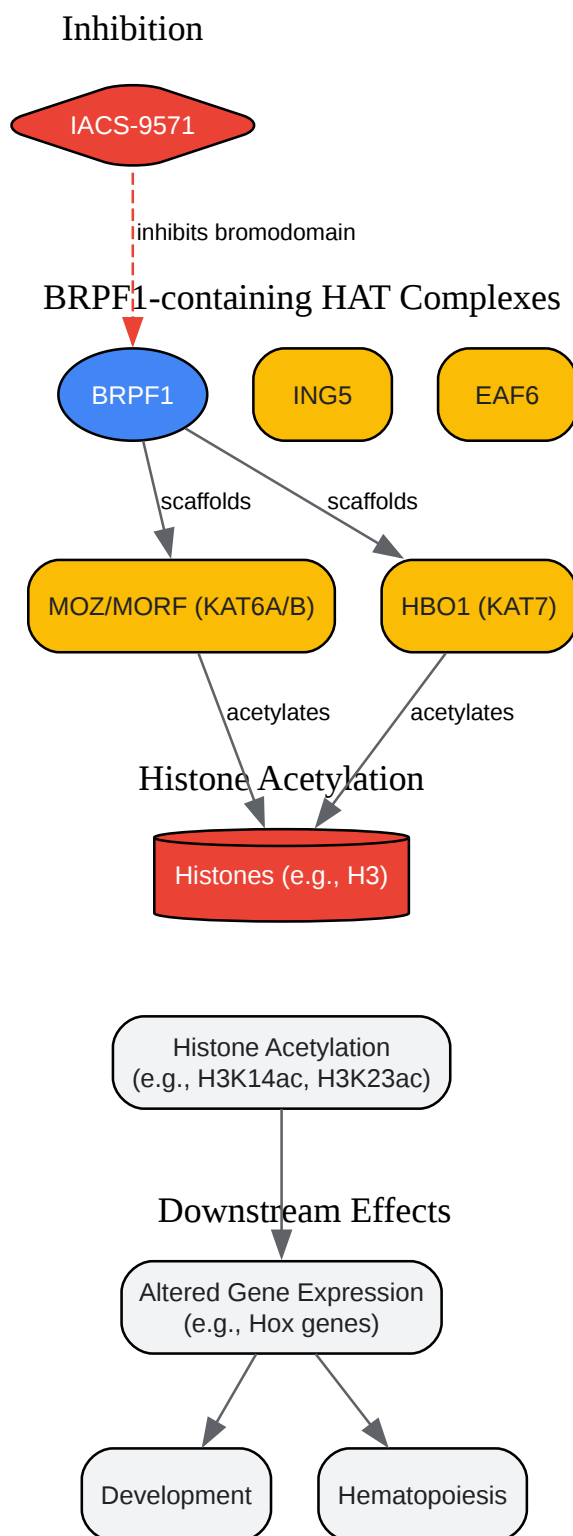 Inhibition
IACS-9571
inhibits bromodomain
BRPF1-containing HAT Complexes
BRPF1
ING5
EAF6
scaffolds
scaffolds
MOZ/MORF (KAT6A/B)
HBO1 (KAT7)
acetylates
acetylates
Histone Acetylation
Histones (e.g., H3)
Histone Acetylation
(e.g., H3K14ac, H3K23ac)
Downstream Effects
Altered Gene Expression
(e.g., Hox genes)
Development
Hematopoiesis